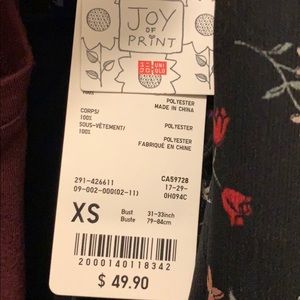 JOY
OF
PRINT
UNI
QLO
100% POLYESTER
MADE IN CHINA
CORPS/
100% POLYESTER
SOUS-VÊTEMENT/
100% POLYESTER
FABRIQUÉ EN CHINE
291-426611 CA59728
09-002-000(02-11) 17-29-
0H094C
XS Bust 31-33inch
Buste 79-84cm
2000140118342
$ 49.90